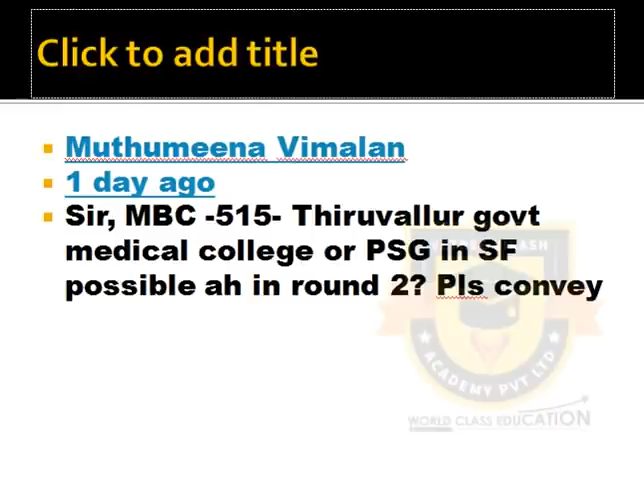 Click to add title
Muthumeena Vimalan
1 day ago
Sir, MBC -515- Thiruvallur govt
medical college or PSG in SF
possible ah in round 2? Pls convey
ACADEMY PVT LTD
WORLD CLASS EDUCATION